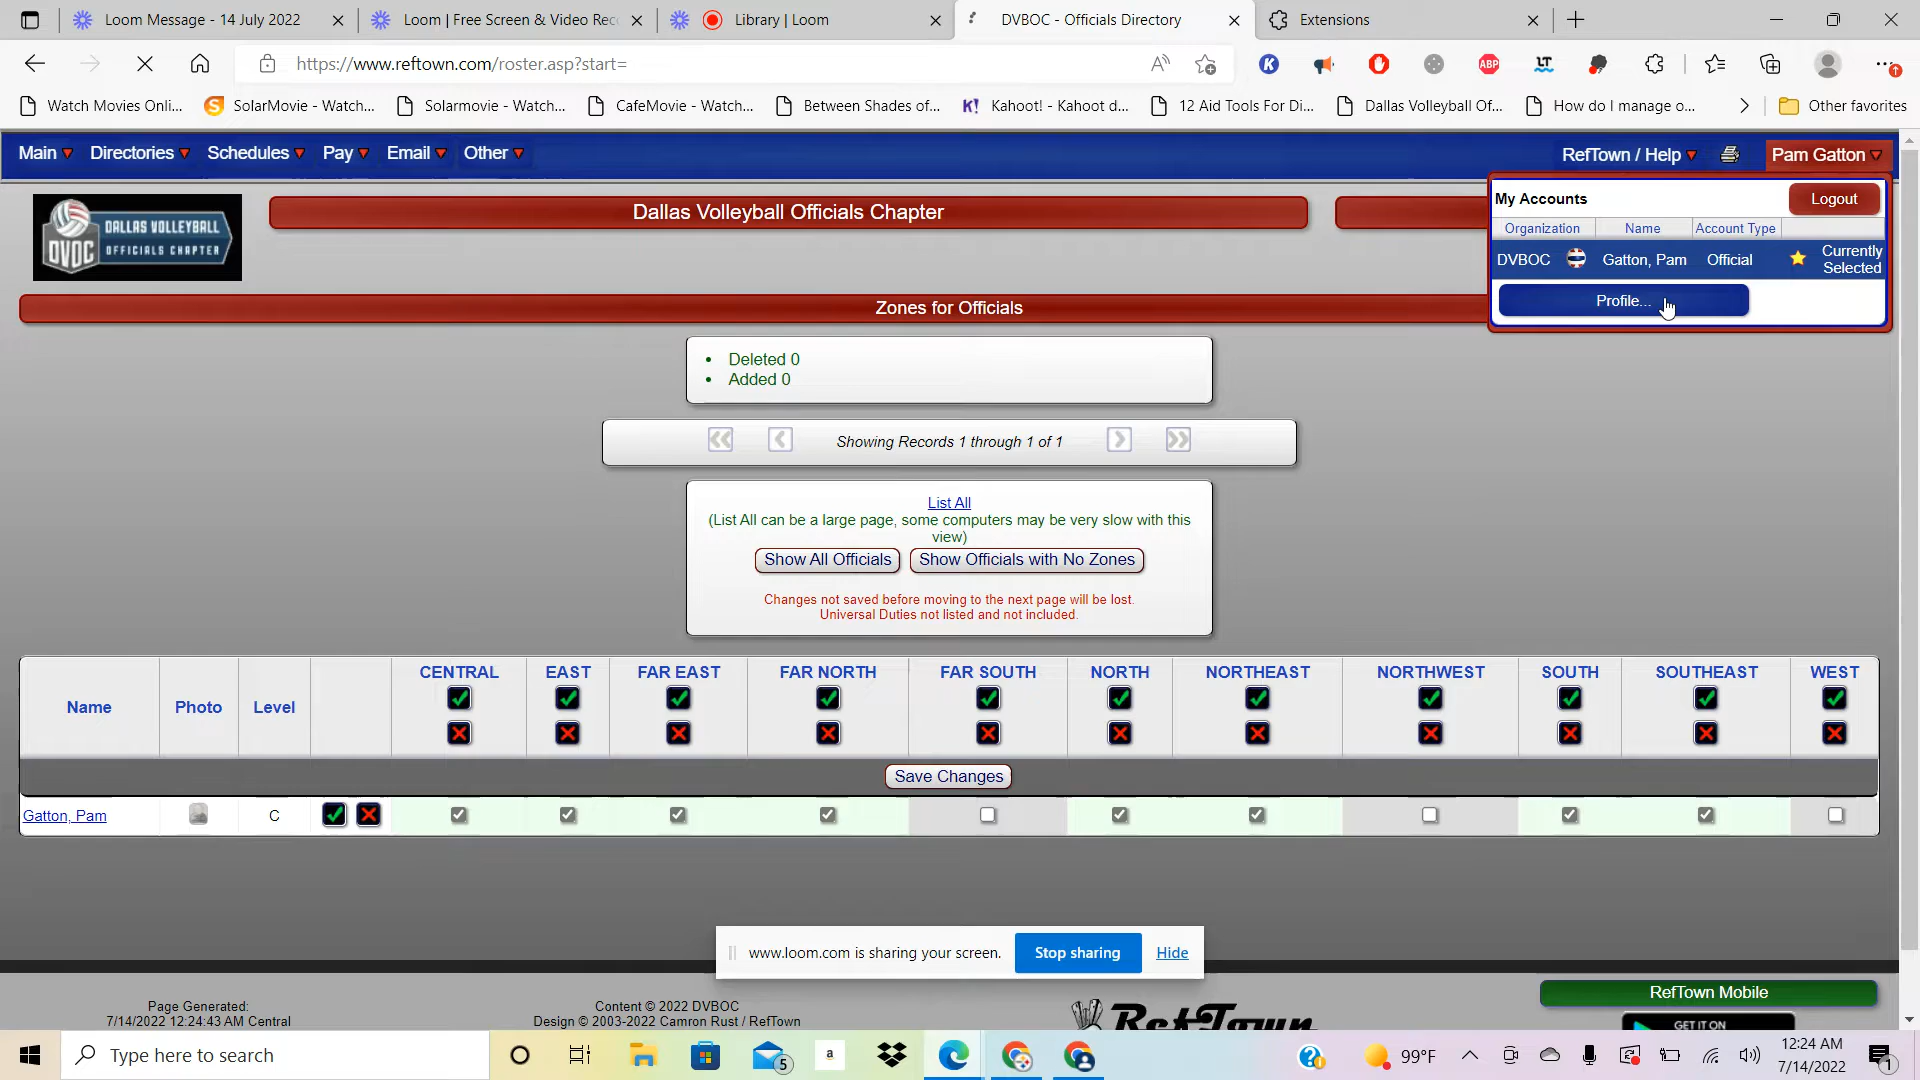 Loom Message - 14 July 2022
Loom | Free Screen & Video Rec
Library | Loom
DVBOC - Officials Directory
Extensions
https://www.reftown.com/roster.asp?start=
Watch Movies Onli...
SolarMovie - Watch...
Solarmovie - Watch...
CafeMovie - Watch...
Between Shades of...
K! Kahoot! - Kahoot d...
12 Aid Tools For Di...
Dallas Volleyball Of...
How do I manage o...
Other favorites
Main Directories Schedules Pay Email Other
RefTown / Help Pam Gatton
DALLAS VOLLEYBALL
DVOC OFFICIALS CHAPTER
Dallas Volleyball Officials Chapter
My Accounts Logout
Organization Name Account Type
DVBOC Gatton, Pam Official Currently Selected
Profile...
Zones for Officials
• Deleted 0
• Added 0
Showing Records 1 through 1 of 1
List All
(List All can be a large page, some computers may be very slow with this
view)
Show All Officials Show Officials with No Zones
Changes not saved before moving to the next page will be lost.
Universal Duties not listed and not included.
Name Photo Level CENTRAL EAST FAR EAST FAR NORTH FAR SOUTH NORTH NORTHEAST NORTHWEST SOUTH SOUTHEAST WEST
Save Changes
Gatton, Pam C
www.loom.com is sharing your screen. Stop sharing Hide
Page Generated:
7/14/2022 12:24:43 AM Central
Content © 2022 DVBOC
Design © 2003-2022 Camron Rust / RefTown
RefTown
RefTown Mobile
GET IT ON
Type here to search
5
a
99°F
12:24 AM
7/14/2022
1
ABP
LT
K